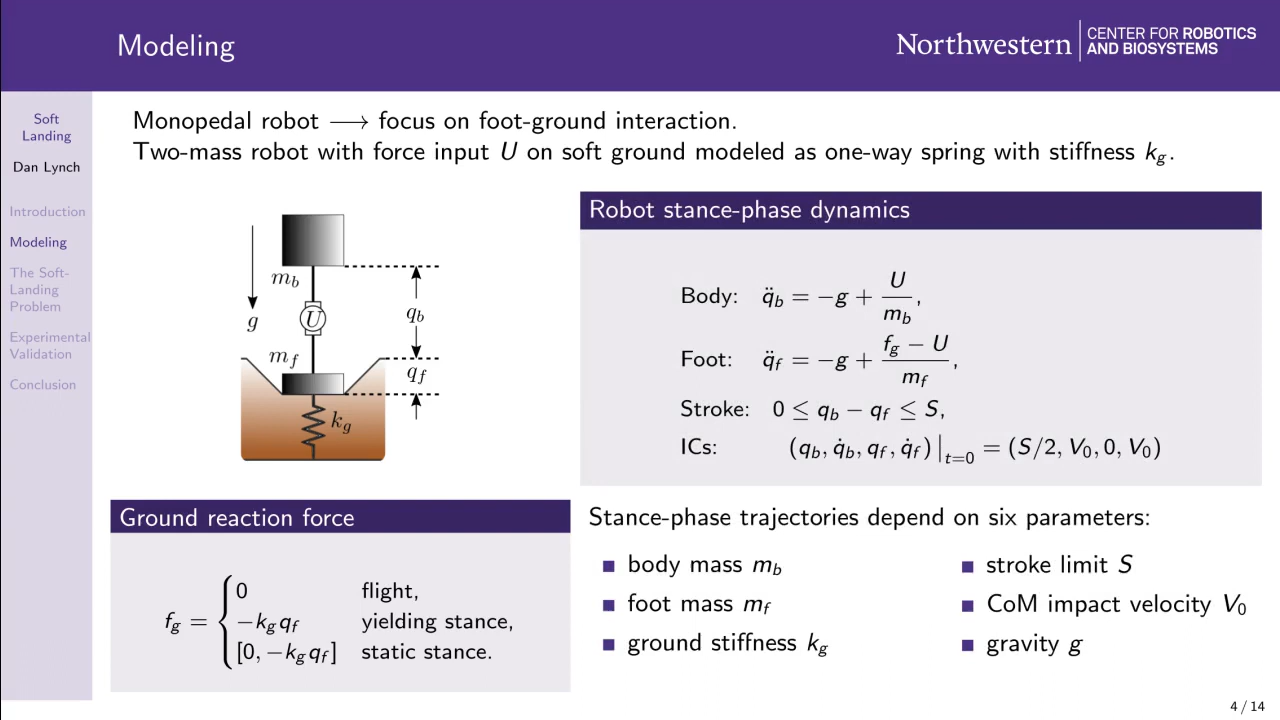 Modeling
Northwestern
CENTER FOR ROBOTICS
AND BIOSYSTEMS
Soft
Landing
Dan Lynch
Introduction
Modeling
The Soft-
Landing
Problem
Experimental
Validation
Conclusion
Monopedal robot ⟶ focus on foot-ground interaction.
Two-mass robot with force input U on soft ground modeled as one-way spring with stiffness k_g.
m_b
g
U
q_b
m_f
q_f
k_g
Robot stance-phase dynamics
Body: q̈_b = −g + U/m_b,
Foot: q̈_f = −g + (f_g − U)/m_f,
Stroke: 0 ≤ q_b − q_f ≤ S,
ICs: (q_b, q̇_b, q_f, q̇_f)|_{t=0} = (S/2, V_0, 0, V_0)
Ground reaction force
f_g = { 0 flight,
−k_g q_f yielding stance,
[0, −k_g q_f] static stance.
Stance-phase trajectories depend on six parameters:
body mass m_b
foot mass m_f
ground stiffness k_g
stroke limit S
CoM impact velocity V_0
gravity g
4 / 14